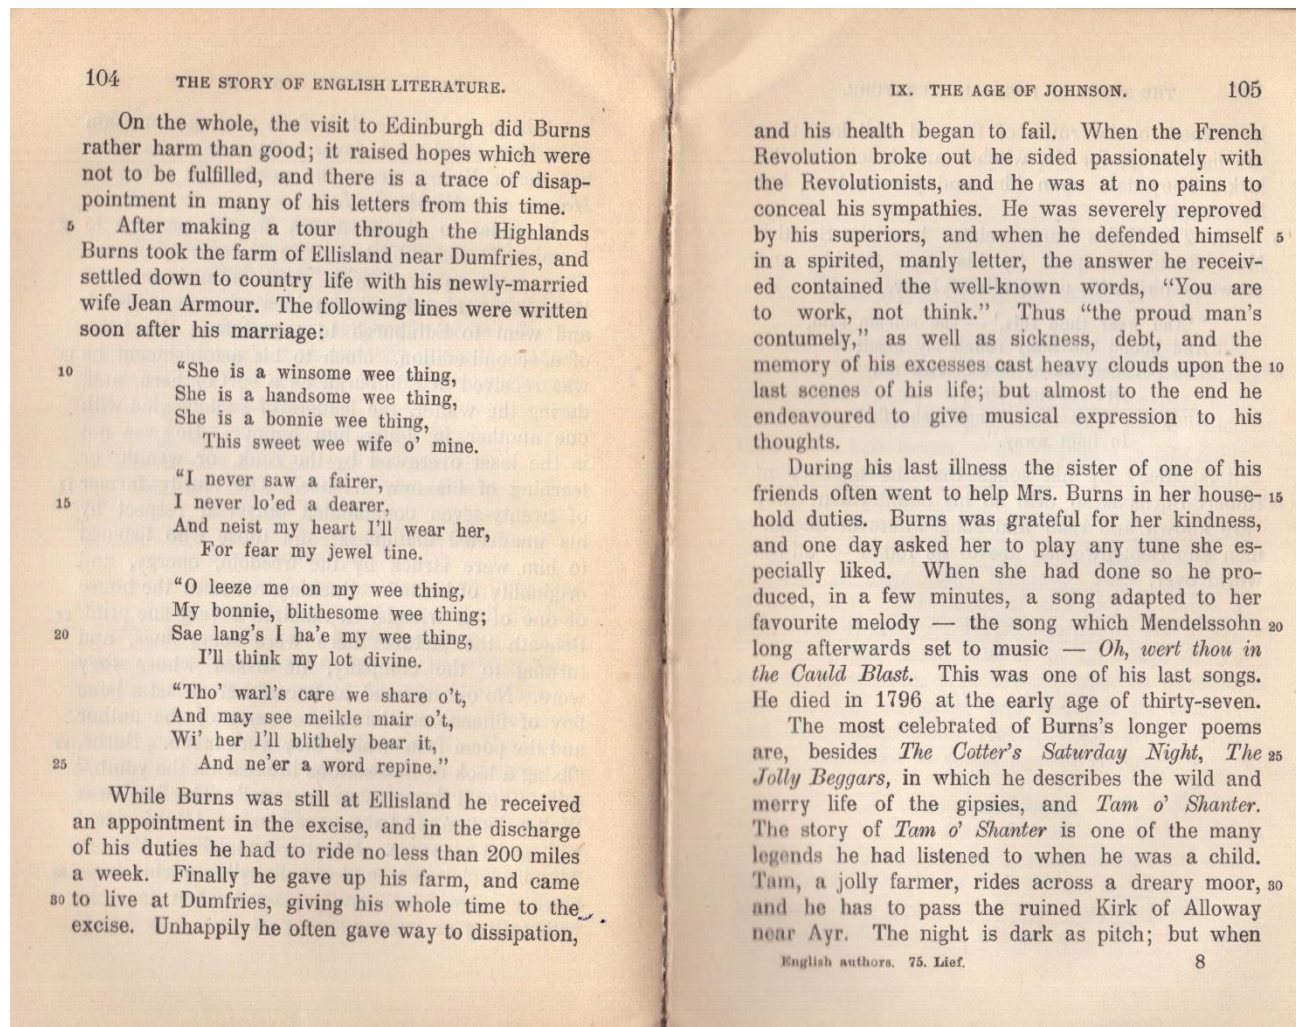 104 THE STORY OF ENGLISH LITERATURE.
On the whole, the visit to Edinburgh did Burns
rather harm than good; it raised hopes which were
not to be fulfilled, and there is a trace of disap-
pointment in many of his letters from this time.
5 After making a tour through the Highlands
Burns took the farm of Ellisland near Dumfries, and
settled down to country life with his newly-married
wife Jean Armour. The following lines were written
soon after his marriage:
10 "She is a winsome wee thing,
She is a handsome wee thing,
She is a bonnie wee thing,
This sweet wee wife o' mine.
"I never saw a fairer,
15 I never lo'ed a dearer,
And neist my heart I'll wear her,
For fear my jewel tine.
"O leeze me on my wee thing,
My bonnie, blithesome wee thing;
20 Sae lang's I ha'e my wee thing,
I'll think my lot divine.
"Tho' warl's care we share o't,
And may see meikle mair o't,
Wi' her I'll blithely bear it,
25 And ne'er a word repine."
While Burns was still at Ellisland he received
an appointment in the excise, and in the discharge
of his duties he had to ride no less than 200 miles
a week. Finally he gave up his farm, and came
30 to live at Dumfries, giving his whole time to the
excise. Unhappily he often gave way to dissipation,
IX. THE AGE OF JOHNSON. 105
and his health began to fail. When the French
Revolution broke out he sided passionately with
the Revolutionists, and he was at no pains to
conceal his sympathies. He was severely reproved
by his superiors, and when he defended himself 5
in a spirited, manly letter, the answer he receiv-
ed contained the well-known words, "You are
to work, not think." Thus "the proud man's
contumely," as well as sickness, debt, and the
memory of his excesses cast heavy clouds upon the 10
last scenes of his life; but almost to the end he
endeavoured to give musical expression to his
thoughts.
During his last illness the sister of one of his
friends often went to help Mrs. Burns in her house- 15
hold duties. Burns was grateful for her kindness,
and one day asked her to play any tune she es-
pecially liked. When she had done so he pro-
duced, in a few minutes, a song adapted to her
favourite melody — the song which Mendelssohn 20
long afterwards set to music — Oh, wert thou in
the Cauld Blast. This was one of his last songs.
He died in 1796 at the early age of thirty-seven.
The most celebrated of Burns's longer poems
are, besides The Cotter's Saturday Night, The 25
Jolly Beggars, in which he describes the wild and
merry life of the gipsies, and Tam o' Shanter.
The story of Tam o' Shanter is one of the many
legends he had listened to when he was a child.
Tam, a jolly farmer, rides across a dreary moor, 30
and he has to pass the ruined Kirk of Alloway
near Ayr. The night is dark as pitch; but when
English authors. 75. Lief. 8